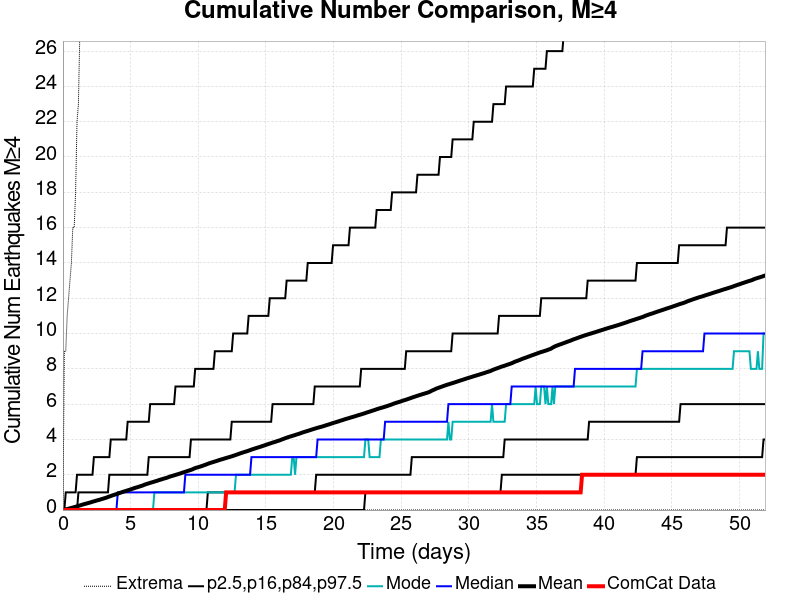 Cumulative Number Comparison, M≥4
Cumulative Num Earthquakes M≥4
26
24
22
20
18
16
14
12
10
8
6
4
2
0
0 5 10 15 20 25 30 35 40 45 50
Time (days)
Extrema p2.5,p16,p84,p97.5 Mode Median Mean ComCat Data